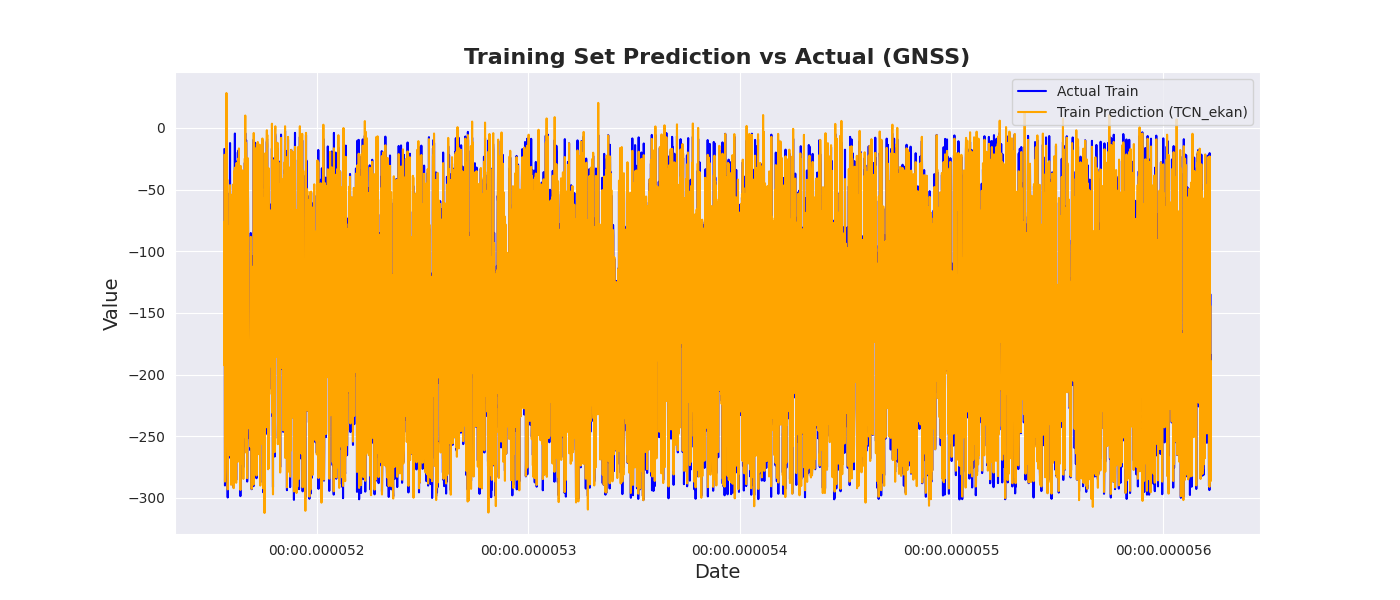 Training Set Prediction vs Actual (GNSS)
Actual Train
Train Prediction (TCN_ekan)
Value
0
−50
−100
−150
−200
−250
−300
00:00.000052
00:00.000053
00:00.000054
00:00.000055
00:00.000056
Date